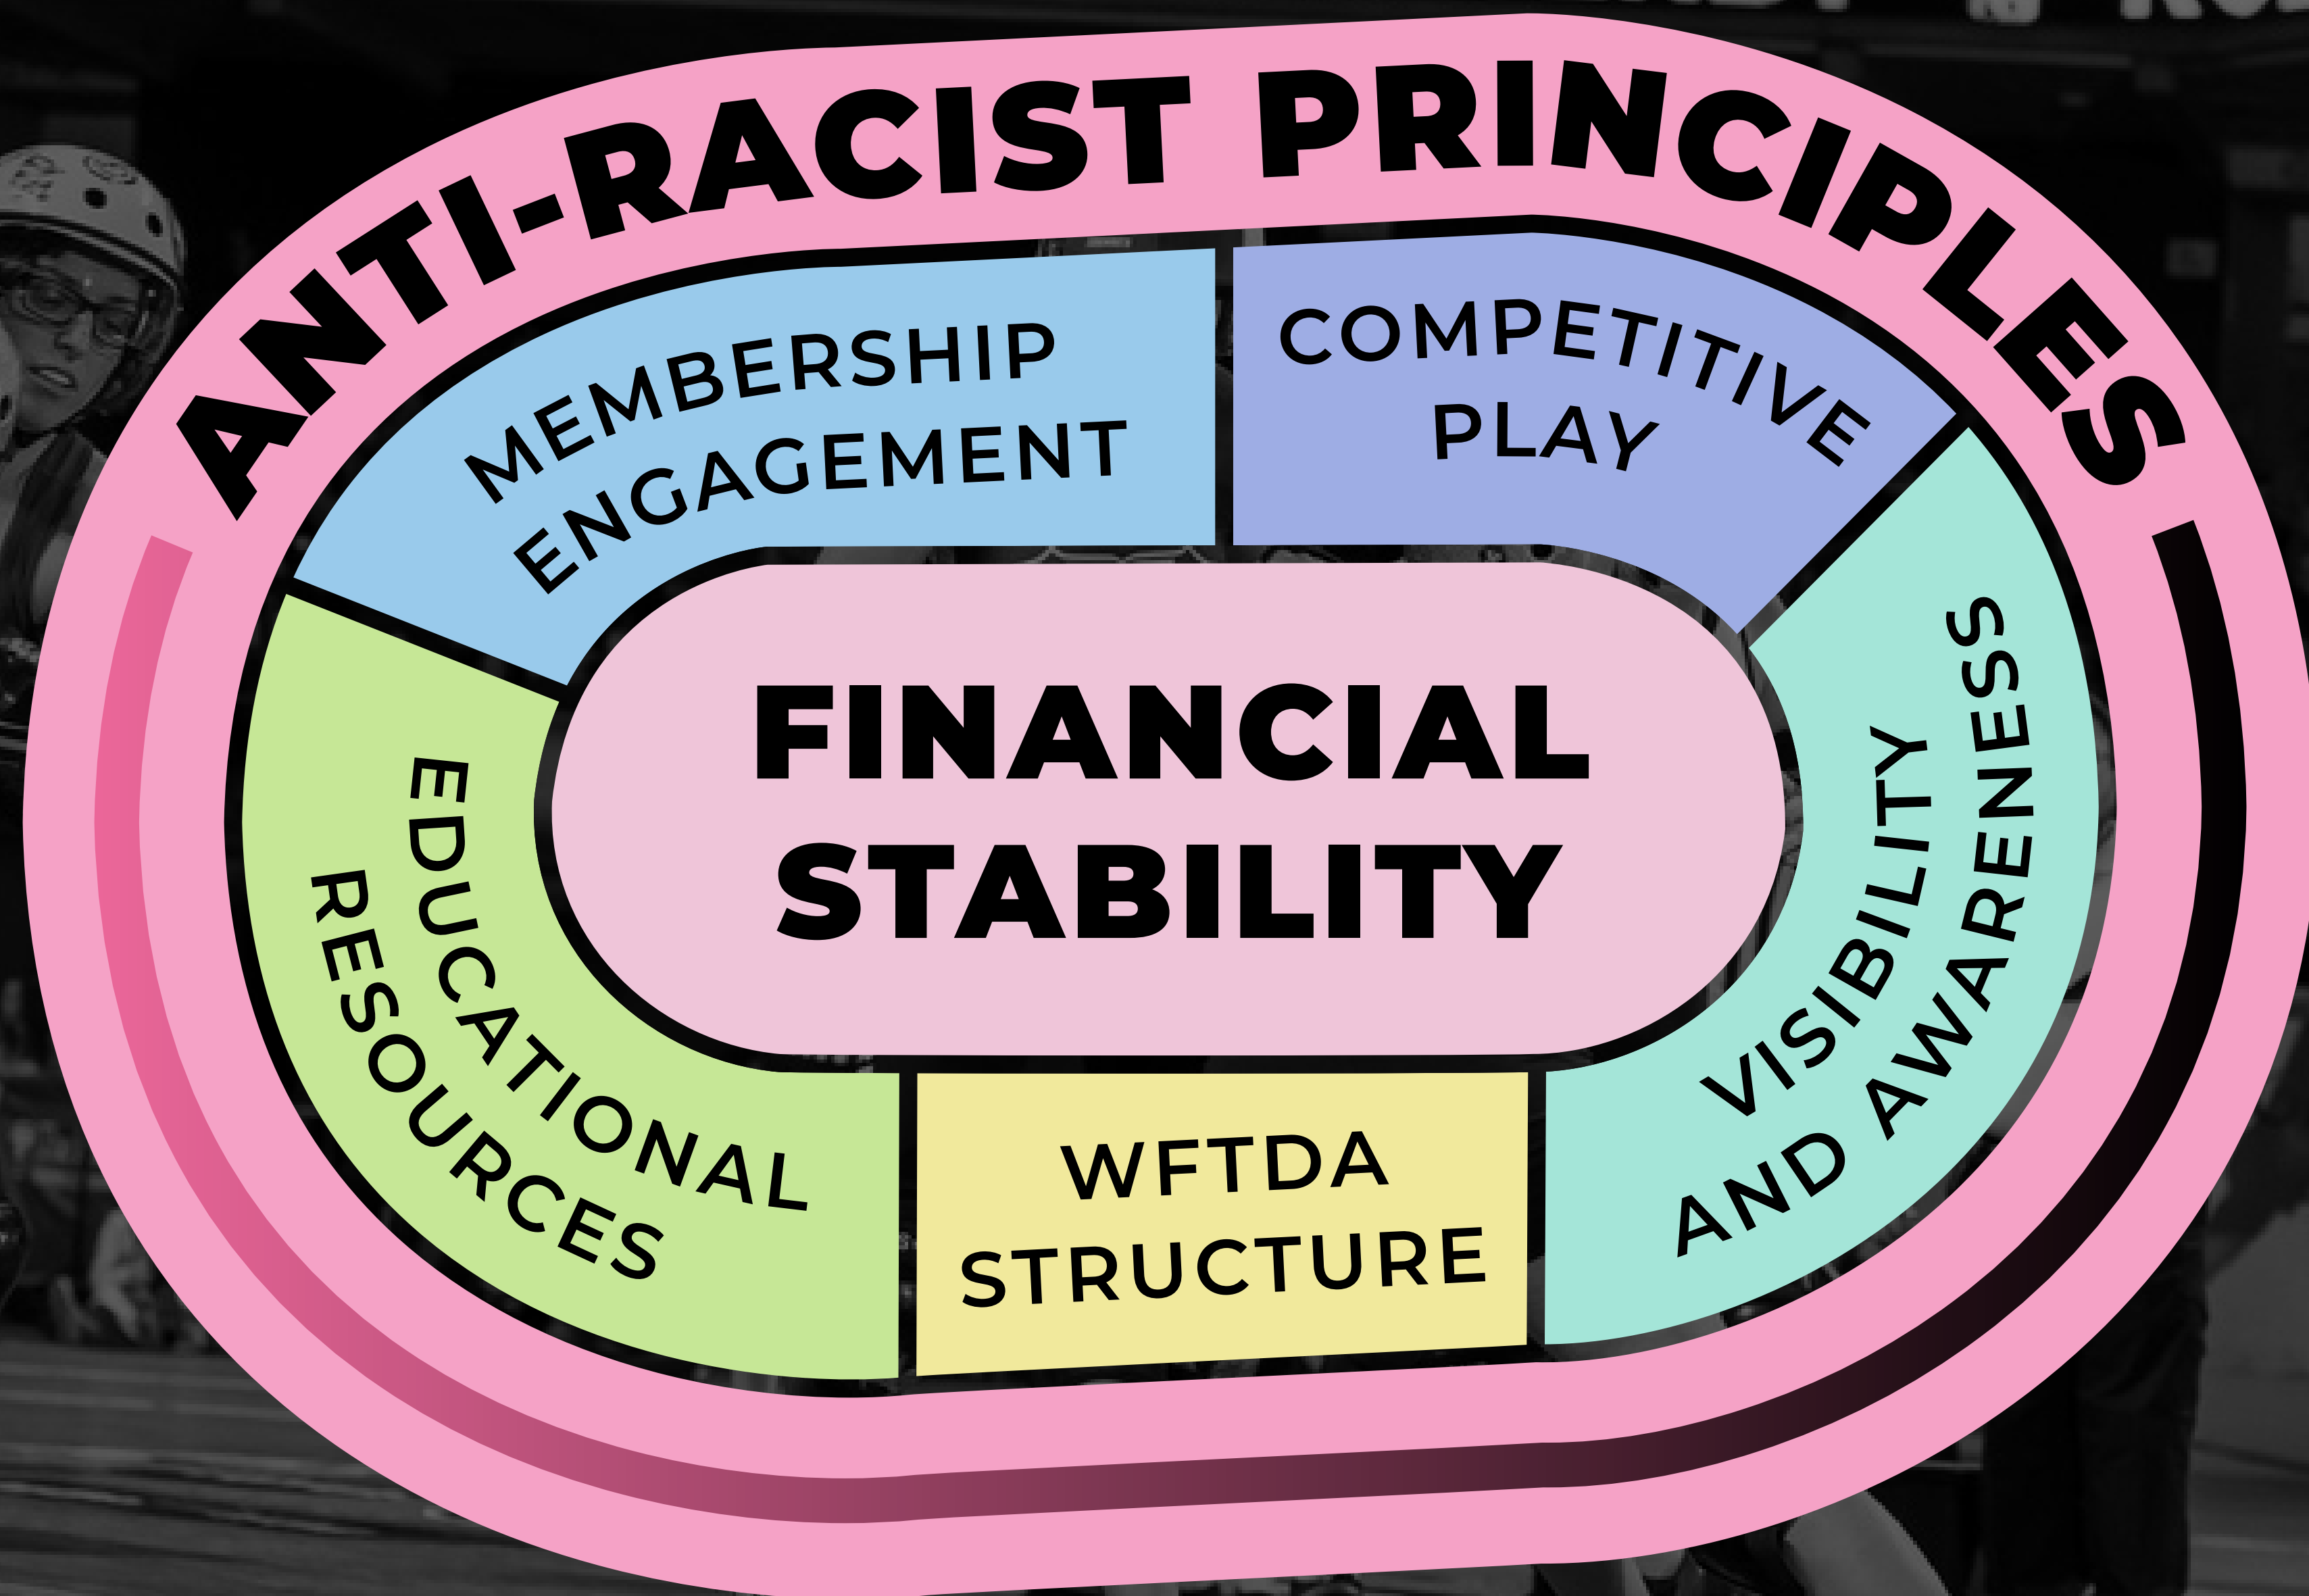 ANTI-RACIST PRINCIPLES
MEMBERSHIP
ENGAGEMENT
COMPETITIVE
PLAY
VISIBILITY
AND AWARENESS
WFTDA
STRUCTURE
EDUCATIONAL
RESOURCES
FINANCIAL
STABILITY